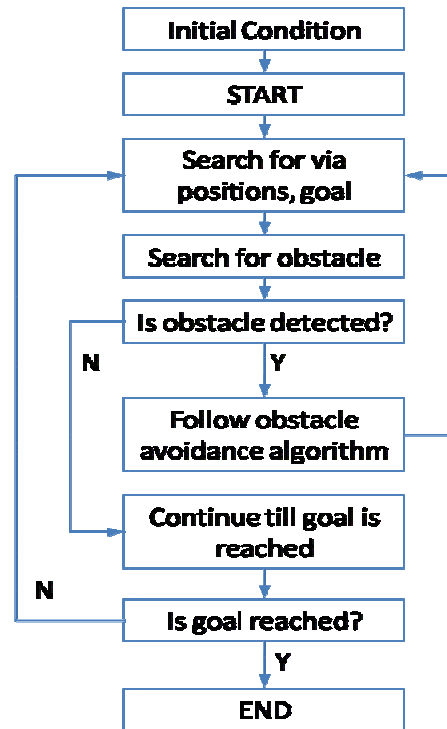 Initial Condition
START
Search for via
positions, goal
Search for obstacle
Is obstacle detected?
N
Y
Follow obstacle
avoidance algorithm
Continue till goal is
reached
N
Is goal reached?
Y
END